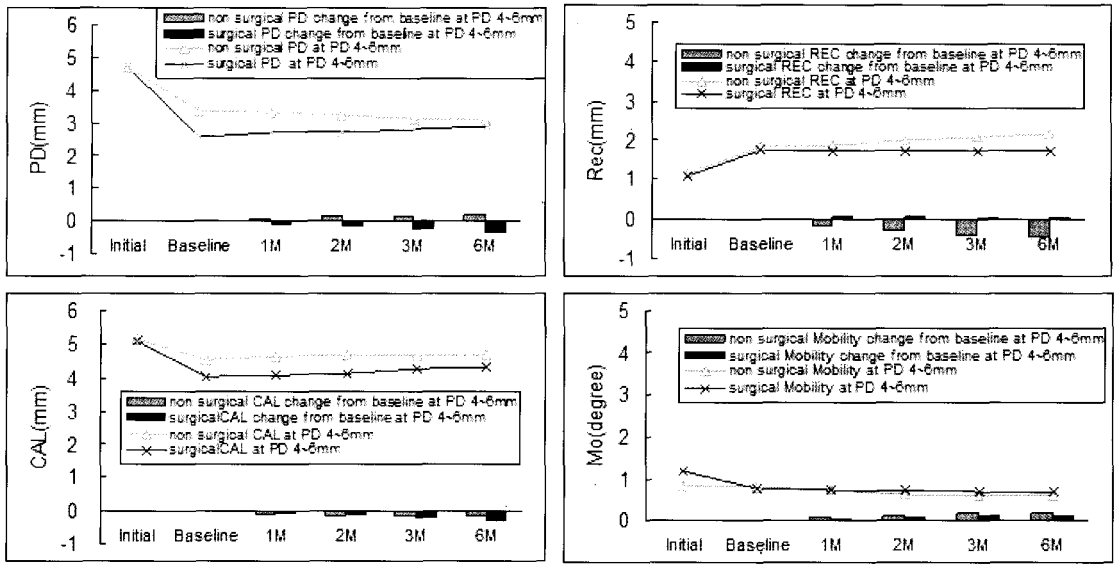 non surgical PD change from baseline at PD 4~6mm
surgical PD change from baseline at PD 4~6mm
non surgical PD at PD 4~6mm
surgical PD at PD 4~6mm
PD(mm)
6
5
4
3
2
1
0
-1
Initial Baseline 1M 2M 3M 6M
non surgical REC change from baseline at PD 4~6mm
surgical REC change from baseline at PD 4~6mm
non surgical REC at PD 4~6mm
surgical REC at PD 4~6mm
Rec(mm)
5
4
3
2
1
0
-1
Initial Baseline 1M 2M 3M 6M
non surgical CAL change from baseline at PD 4~6mm
surgicalCAL change from baseline at PD 4~6mm
non surgical CAL at PD 4~6mm
surgicalCAL at PD 4~6mm
CAL(mm)
6
5
4
3
2
1
0
-1
Initial Baseline 1M 2M 3M 6M
non surgical Mobility change from baseline at PD 4~6mm
surgical Mobility change from baseline at PD 4~6mm
non surgical Mobility at PD 4~6mm
surgical Mobility at PD 4~6mm
Mo(degree)
5
4
3
2
1
0
Initial Baseline 1M 2M 3M 6M